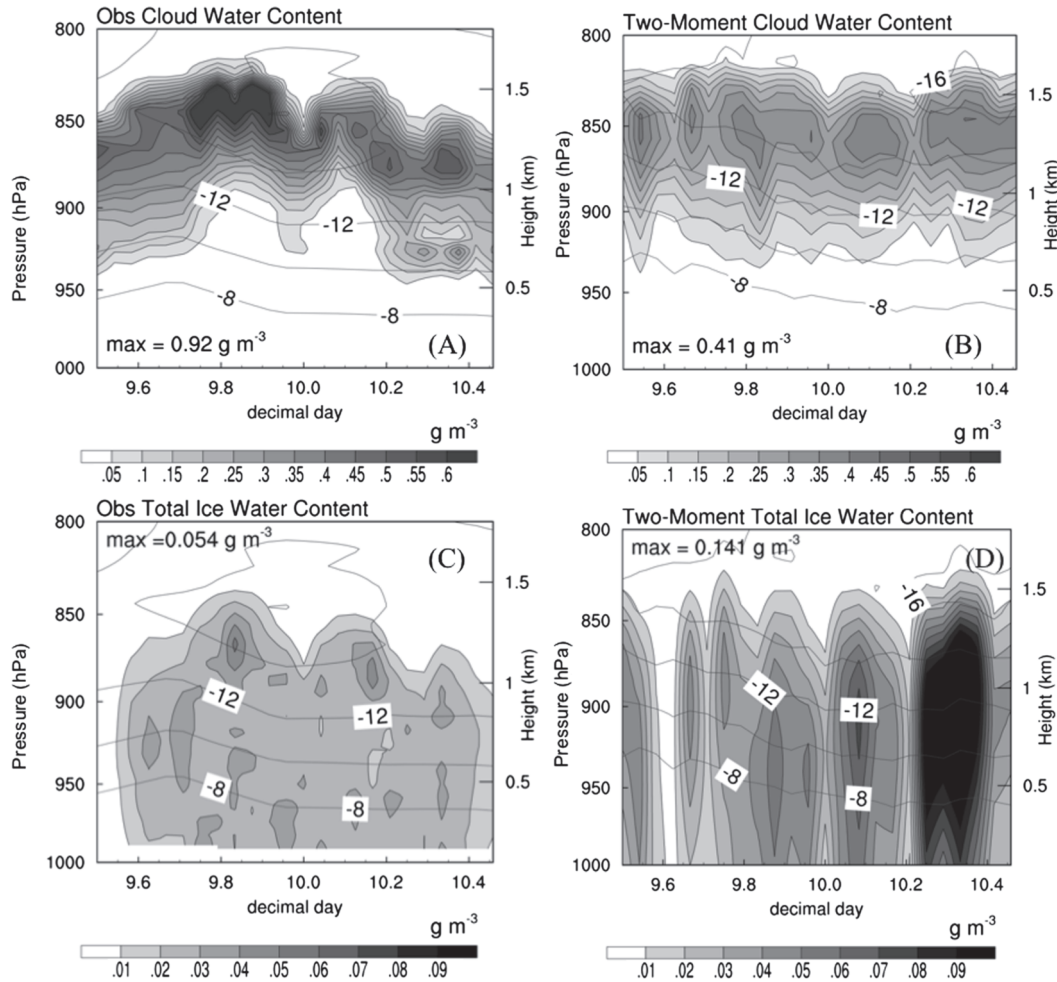 Obs Cloud Water Content
800
850
900
950
000
Pressure (hPa)
1.5
1
0.5
Height (km)
-12
-12
-8
-8
max = 0.92 g m-3
(A)
9.6
9.8
10.0
10.2
10.4
decimal day
g m-3
.05 .1 .15 .2 .25 .3 .35 .4 .45 .5 .55 .6
Two-Moment Cloud Water Content
800
850
900
950
1000
Pressure (hPa)
1.5
1
0.5
Height (km)
-16
-12
-12
-12
-8
-8
max = 0.41 g m-3
(B)
9.6
9.8
10.0
10.2
10.4
decimal day
g m-3
.05 .1 .15 .2 .25 .3 .35 .4 .45 .5 .55 .6
Obs Total Ice Water Content
max =0.054 g m-3
(C)
800
850
900
950
1000
Pressure (hPa)
1.5
1
0.5
Height (km)
-12
-12
-8
-8
9.6
9.8
10.0
10.2
10.4
decimal day
g m-3
.01 .02 .03 .04 .05 .06 .07 .08 .09
Two-Moment Total Ice Water Content
max = 0.141 g m-3
(D)
800
850
900
950
1000
Pressure (hPa)
1.5
1
0.5
Height (km)
-16
-12
-12
-8
-8
9.6
9.8
10.0
10.2
10.4
decimal day
g m-3
.01 .02 .03 .04 .05 .06 .07 .08 .09